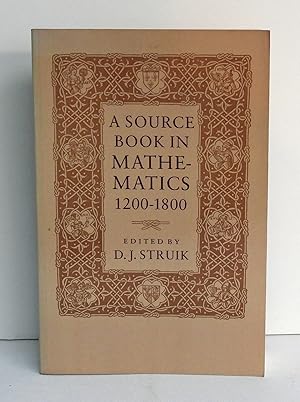 A SOURCE
BOOK IN
MATHE-
MATICS
1200-1800
EDITED BY
D. J. STRUIK